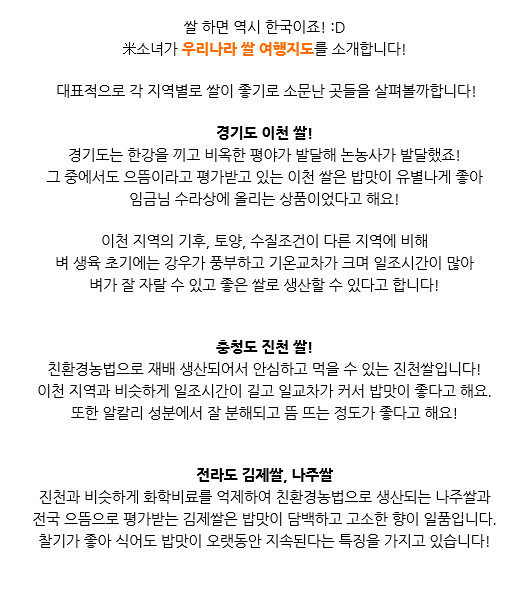 쌀 하면 역시 한국이죠! :D
米소녀가 우리나라 쌀 여행지도를 소개합니다!
대표적으로 각 지역별로 쌀이 좋기로 소문난 곳들을 살펴볼까합니다!
경기도 이천 쌀!
경기도는 한강을 끼고 비옥한 평야가 발달해 논농사가 발달했죠!
그 중에서도 으뜸이라고 평가받고 있는 이천 쌀은 밥맛이 유별나게 좋아
임금님 수라상에 올리는 상품이었다고 해요!
이천 지역의 기후, 토양, 수질조건이 다른 지역에 비해
벼 생육 초기에는 강우가 풍부하고 기온교차가 크며 일조시간이 많아
벼가 잘 자랄 수 있고 좋은 쌀로 생산할 수 있다고 합니다!
충청도 진천 쌀!
친환경농법으로 재배 생산되어서 안심하고 먹을 수 있는 진천쌀입니다!
이천 지역과 비슷하게 일조시간이 길고 일교차가 커서 밥맛이 좋다고 해요.
또한 알칼리 성분에서 잘 분해되고 뜸 뜨는 정도가 좋다고 해요!
전라도 김제쌀, 나주쌀
진천과 비슷하게 화학비료를 억제하여 친환경농법으로 생산되는 나주쌀과
전국 으뜸으로 평가받는 김제쌀은 밥맛이 담백하고 고소한 향이 일품입니다.
찰기가 좋아 식어도 밥맛이 오랫동안 지속된다는 특징을 가지고 있습니다!